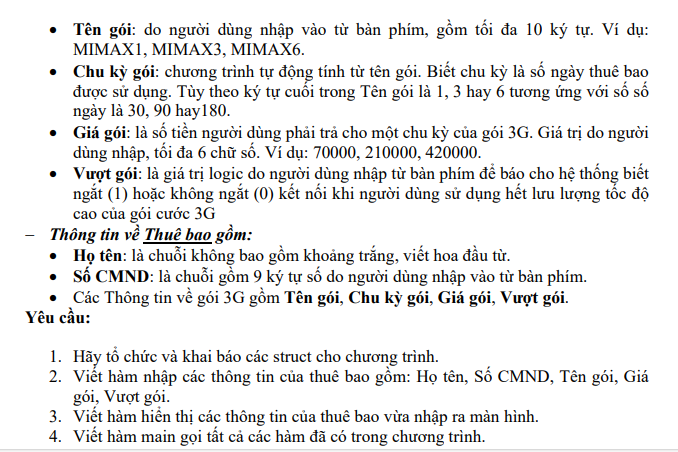 • Tên gói: do người dùng nhập vào từ bàn phím, gồm tối đa 10 ký tự. Ví dụ:
MIMAX1, MIMAX3, MIMAX6.
• Chu kỳ gói: chương trình tự động tính từ tên gói. Biết chu kỳ là số ngày thuê bao
được sử dụng. Tùy theo ký tự cuối trong Tên gói là 1, 3 hay 6 tương ứng với số số
ngày là 30, 90 hay180.
• Giá gói: là số tiền người dùng phải trả cho một chu kỳ của gói 3G. Giá trị do người
dùng nhập, tối đa 6 chữ số. Ví dụ: 70000, 210000, 420000.
• Vượt gói: là giá trị logic do người dùng nhập từ bàn phím để báo cho hệ thống biết
ngắt (1) hoặc không ngắt (0) kết nối khi người dùng sử dụng hết lưu lượng tốc độ
cao của gói cước 3G
– Thông tin về Thuê bao gồm:
• Họ tên: là chuỗi không bao gồm khoảng trắng, viết hoa đầu từ.
• Số CMND: là chuỗi gồm 9 ký tự số do người dùng nhập vào từ bàn phím.
• Các Thông tin về gói 3G gồm Tên gói, Chu kỳ gói, Giá gói, Vượt gói.
Yêu cầu:
1. Hãy tổ chức và khai báo các struct cho chương trình.
2. Viết hàm nhập các thông tin của thuê bao gồm: Họ tên, Số CMND, Tên gói, Giá
gói, Vượt gói.
3. Viết hàm hiển thị các thông tin của thuê bao vừa nhập ra màn hình.
4. Viết hàm main gọi tất cả các hàm đã có trong chương trình.